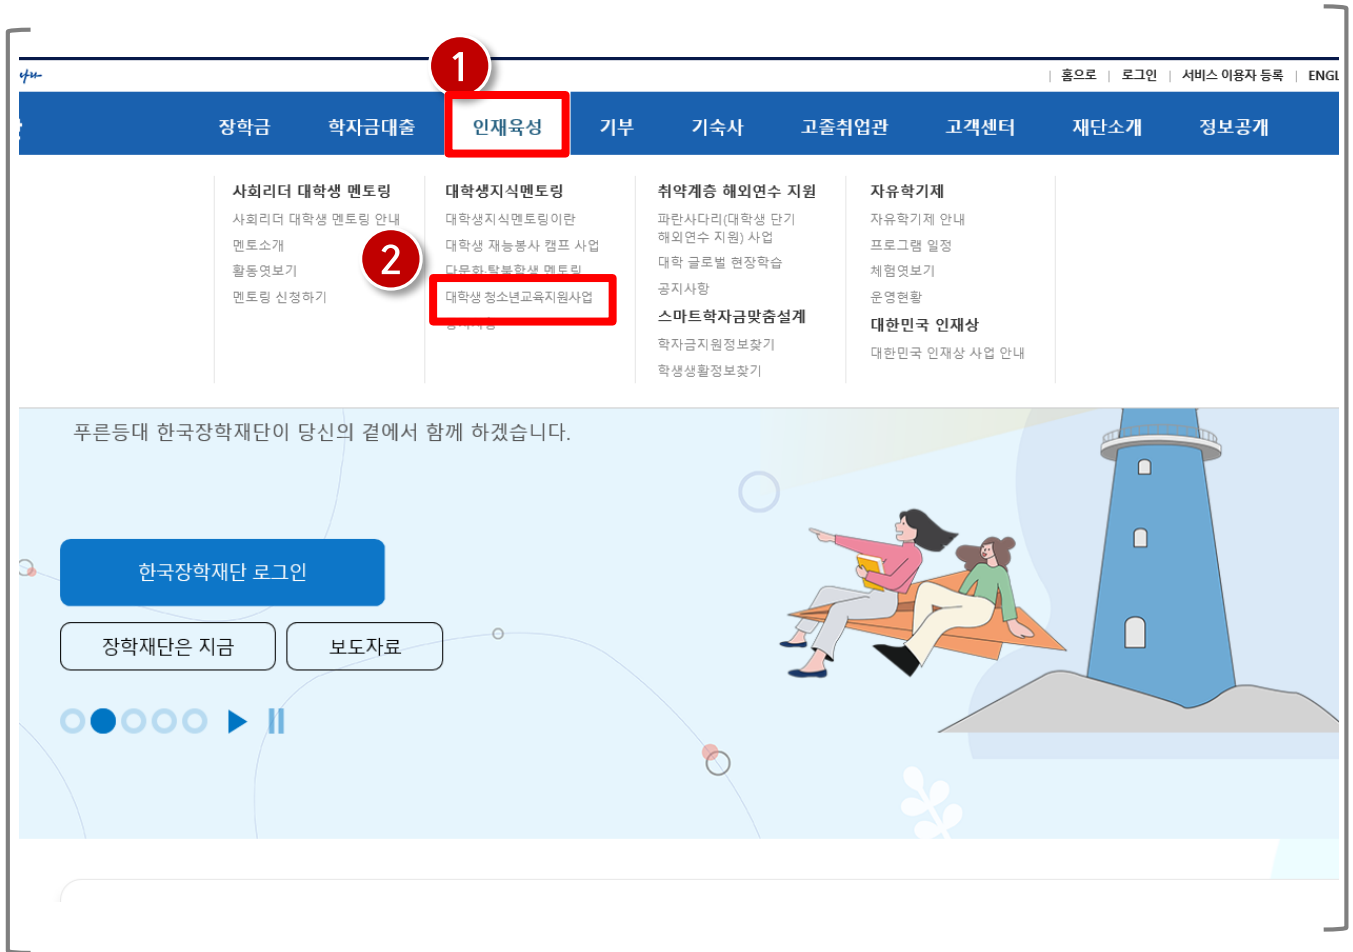 1
홈으로 | 로그인 | 서비스 이용자 등록 | ENGL
장학금 학자금대출 인재육성 기부 기숙사 고졸취업관 고객센터 재단소개 정보공개
사회리더 대학생 멘토링
사회리더 대학생 멘토링 안내
멘토소개
활동엿보기
멘토링 신청하기
2
대학생지식멘토링
대학생지식멘토링이란
대학생 재능봉사 캠프 사업
다문화·탈북학생 멘토링
대학생 청소년교육지원사업
취약계층 해외연수 지원
파란사다리(대학생 단기
해외연수 지원) 사업
대학 글로벌 현장학습
공지사항
스마트학자금맞춤설계
학자금지원정보찾기
학생생활정보찾기
자유학기제
자유학기제 안내
프로그램 일정
체험엿보기
운영현황
대한민국 인재상
대한민국 인재상 사업 안내
푸른등대 한국장학재단이 당신의 곁에서 함께 하겠습니다.
한국장학재단 로그인
장학재단은 지금
보도자료